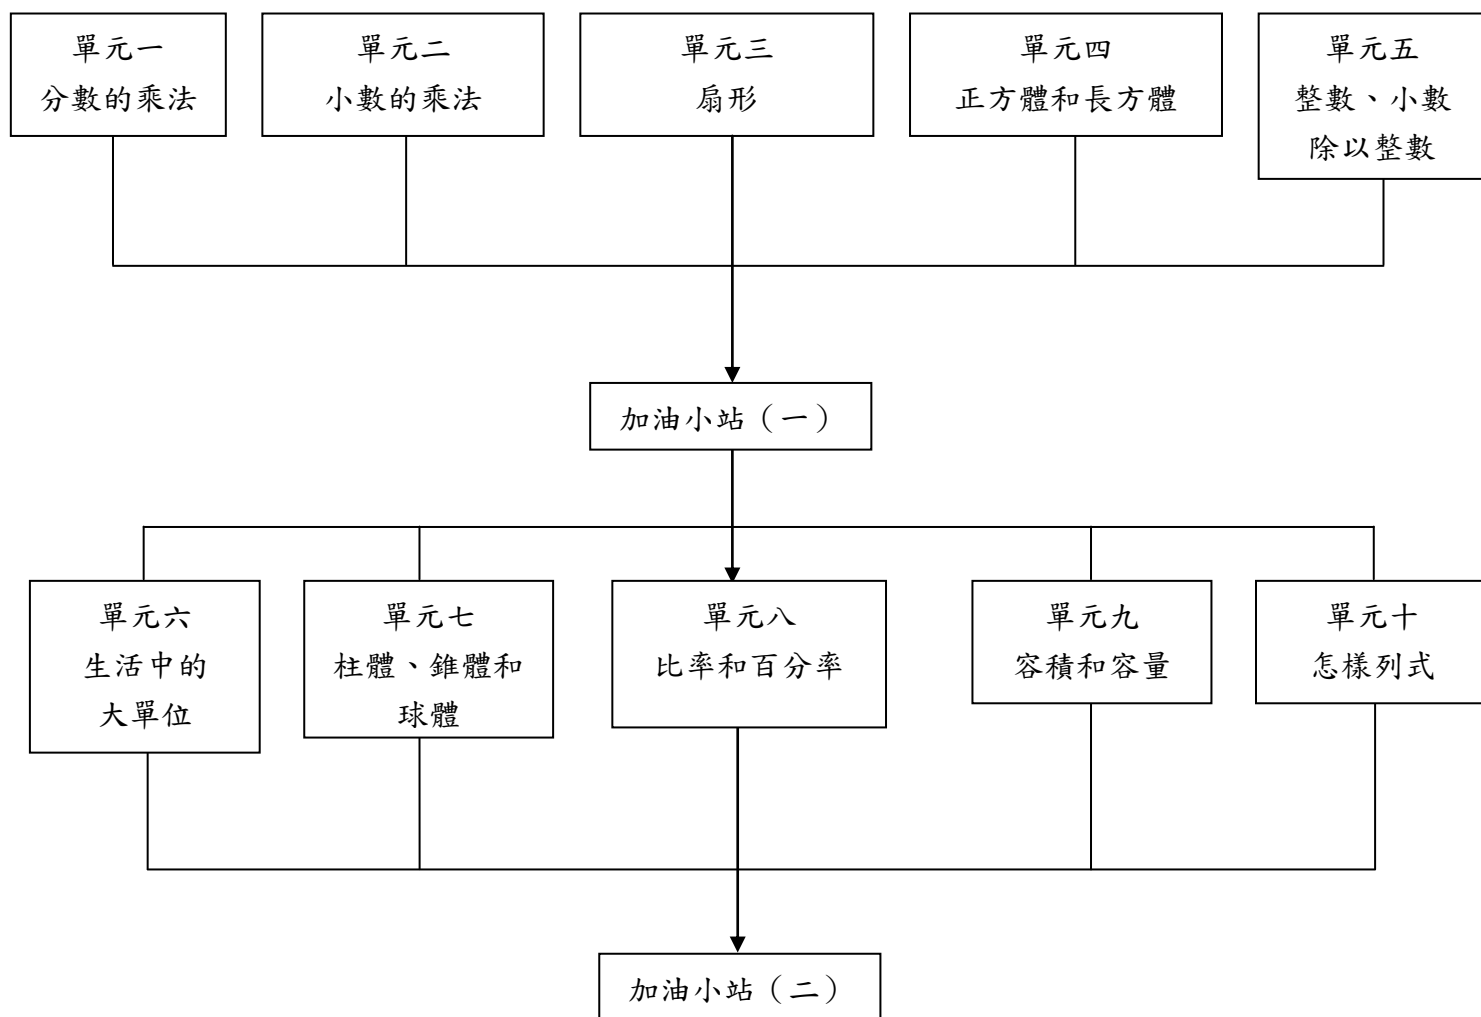 單元一
分數的乘法
單元二
小數的乘法
單元三
扇形
單元四
正方體和長方體
單元五
整數、小數
除以整數
加油小站（一）
單元六
生活中的
大單位
單元七
柱體、錐體和
球體
單元八
比率和百分率
單元九
容積和容量
單元十
怎樣列式
加油小站（二）